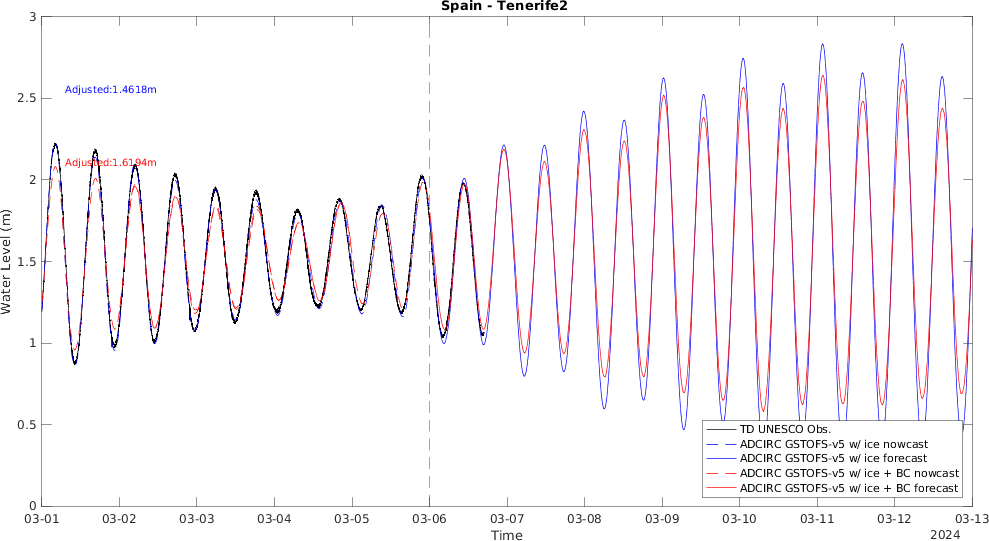 Spain - Tenerife2
3
2.5
2
1.5
1
0.5
0
Water Level (m)
Adjusted:1.4618m
Adjusted:1.6194m
TD UNESCO Obs.
ADCIRC GSTOFS-v5 w/ ice nowcast
ADCIRC GSTOFS-v5 w/ ice forecast
ADCIRC GSTOFS-v5 w/ ice + BC nowcast
ADCIRC GSTOFS-v5 w/ ice + BC forecast
03-01 03-02 03-03 03-04 03-05 03-06 03-07 03-08 03-09 03-10 03-11 03-12 03-13
Time
2024